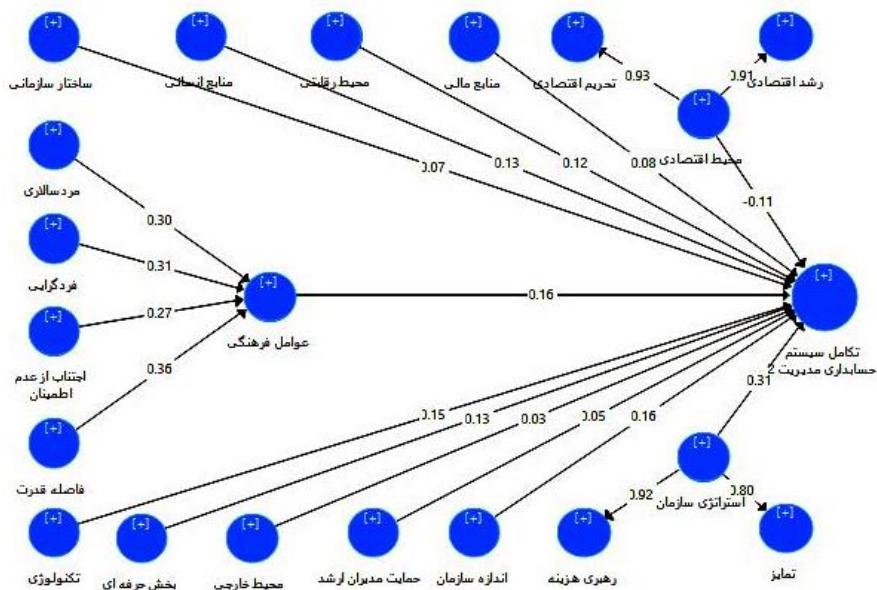 [+] [+] [+] [+] [+] [+]
ساختار سازمانی
منابع انسانی
محیط رقابتی
منابع مالی
تحریم اقتصادی
رشد اقتصادی
0.93
0.91
[+]
محیط اقتصادی
[+]
مردسالاری
0.07
0.13
0.12
0.08
-0.11
0.30
[+]
فردگرایی
0.31
[+]
عوامل فرهنگی
0.16
[+]
تکامل سیستم
حسابداری مدیریت 2
[+]
0.27
اجتناب از عدم
اطمینان
0.36
[+]
فاصله قدرت
0.15
0.13
0.03
0.05
0.16
0.31
[+]
استراتژی سازمان
0.92
0.80
[+] [+] [+] [+] [+] [+] [+]
تکنولوژی
بخش حرفه ای
محیط خارجی
حمایت مدیران ارشد
اندازه سازمان
رهبری هزینه
تمایز